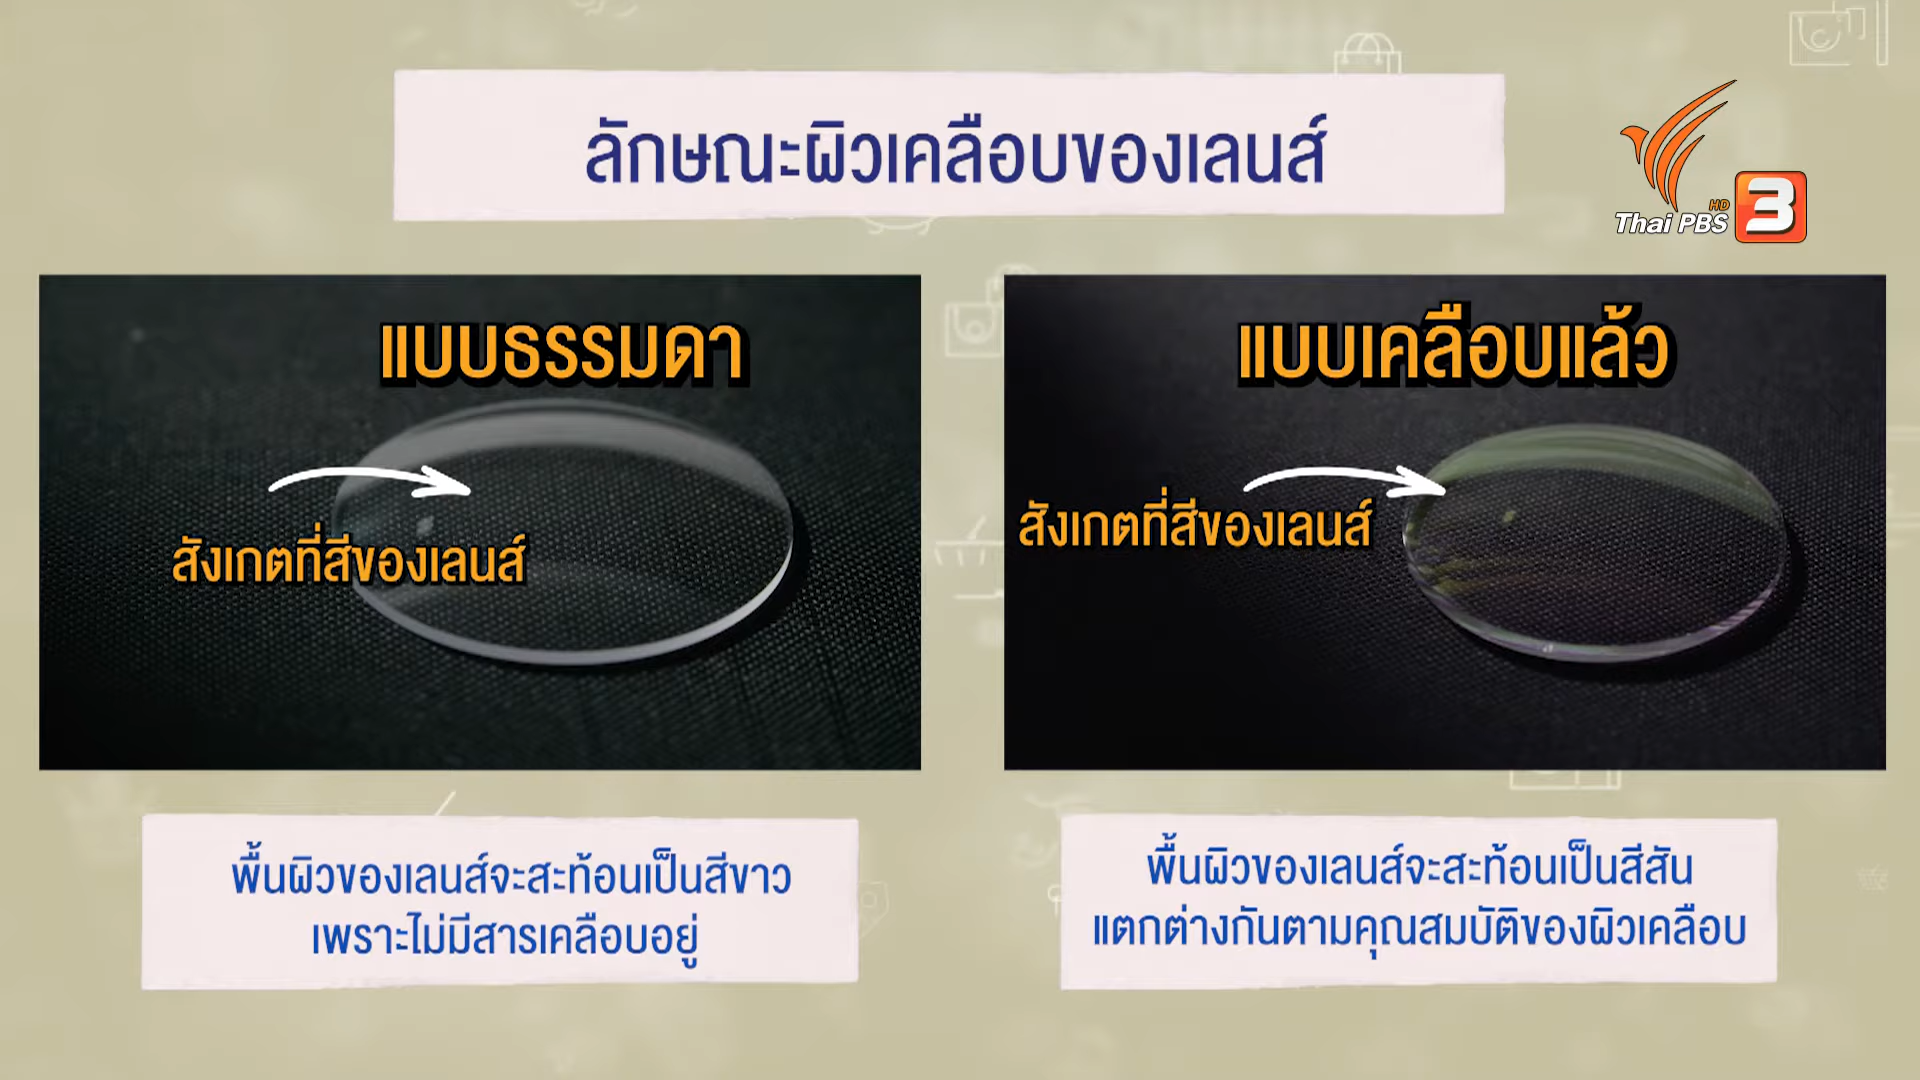 ลักษณะผิวเคลือบของเลนส์
Thai PBS HD 3
แบบธรรมดา
สังเกตที่สีของเลนส์
พื้นผิวของเลนส์จะสะท้อนเป็นสีขาว
เพราะไม่มีสารเคลือบอยู่
แบบเคลือบแล้ว
สังเกตที่สีของเลนส์
พื้นผิวของเลนส์จะสะท้อนเป็นสีสัน
แตกต่างกันตามคุณสมบัติของผิวเคลือบ